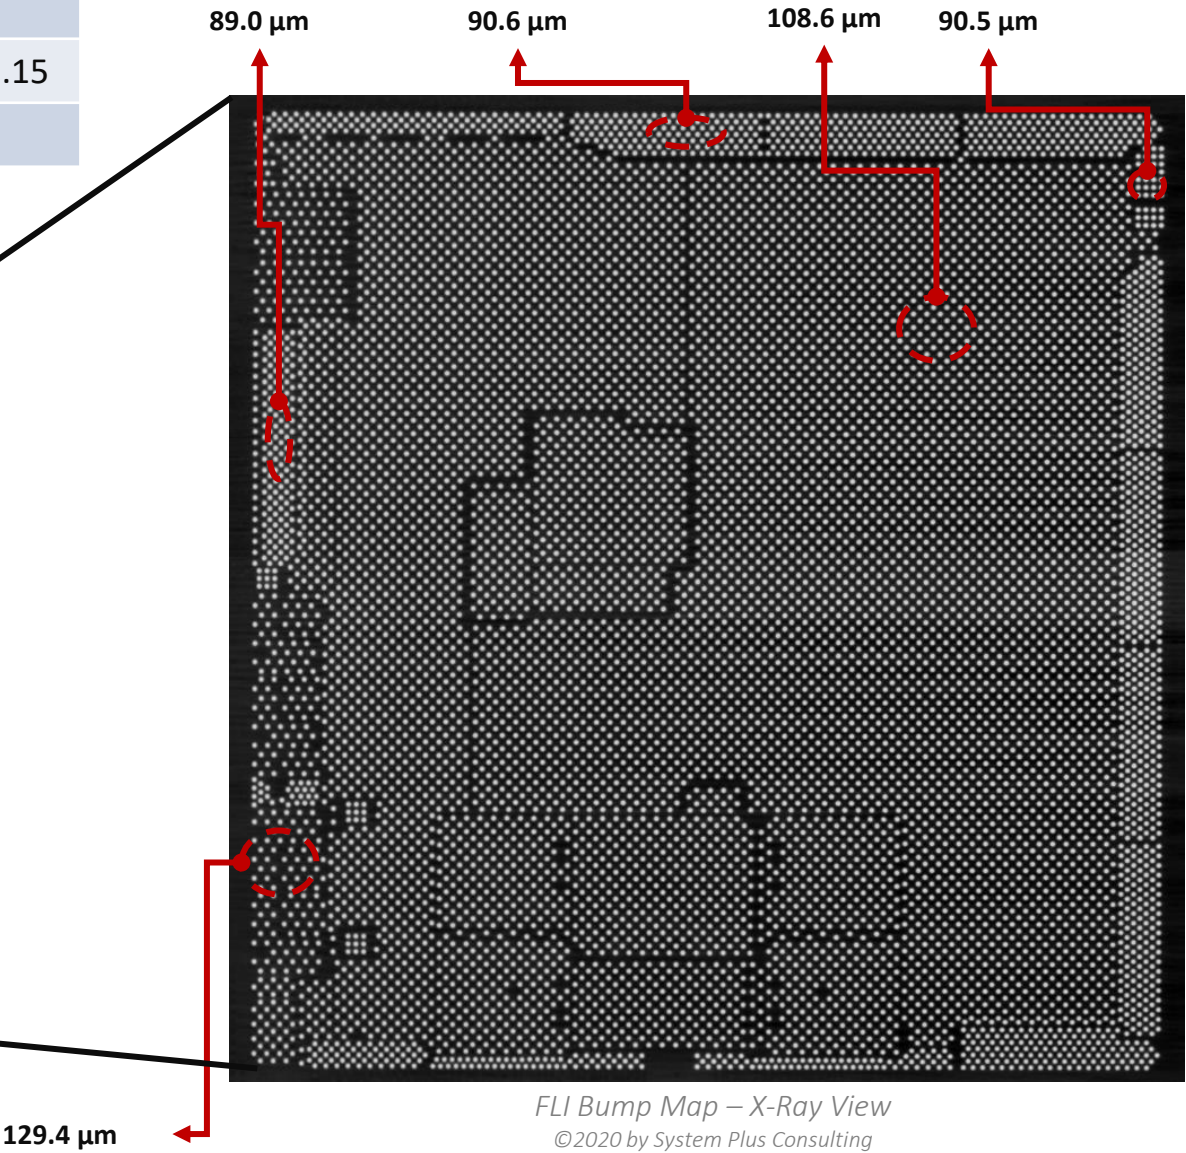 89.0 µm
90.6 µm
108.6 µm
90.5 µm
.15
129.4 µm
FLI Bump Map – X-Ray View
©2020 by System Plus Consulting